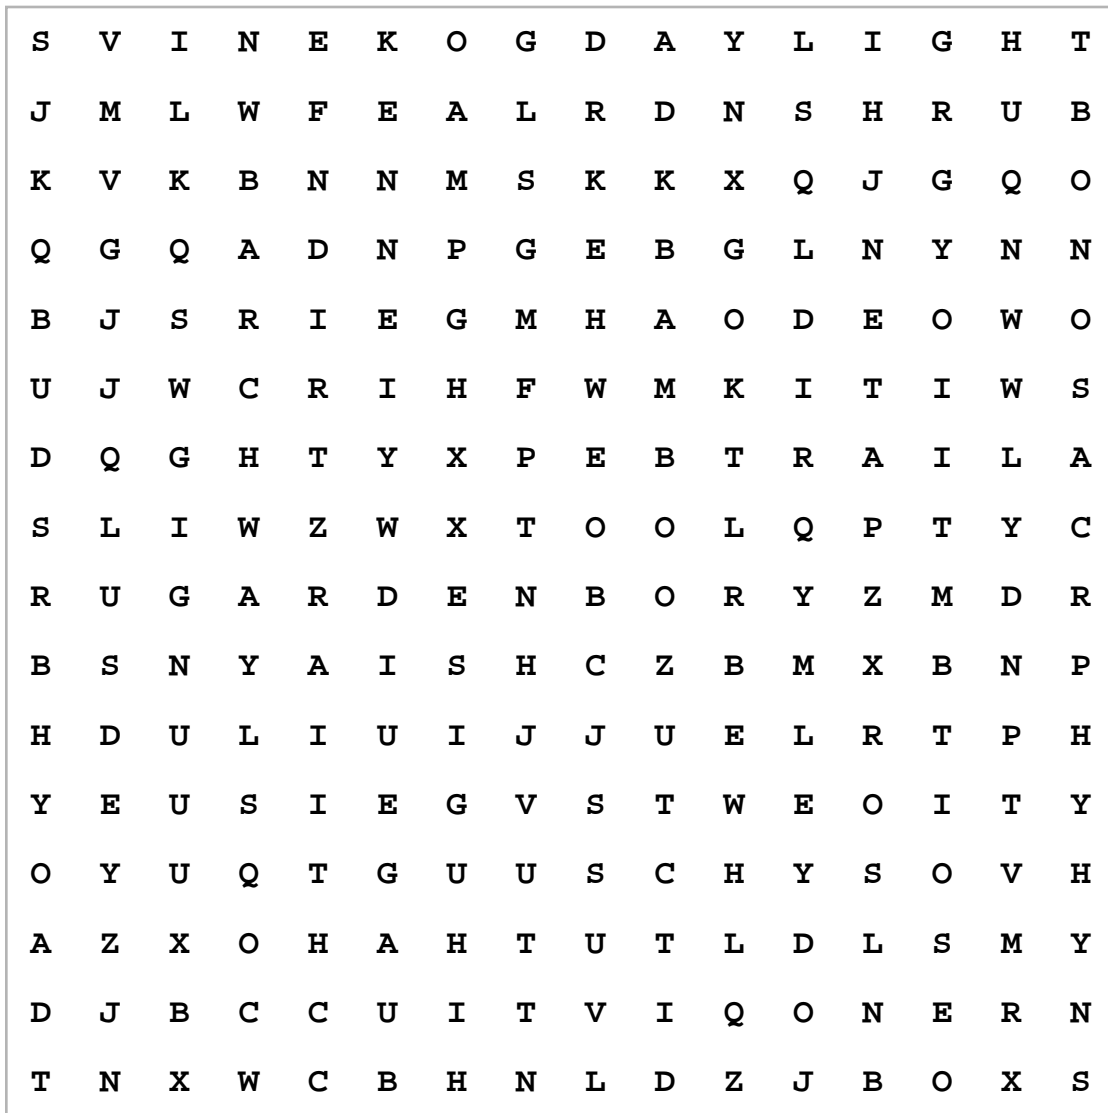 S V I N E K O G D A Y L I G H T
J M L W F E A L R D N S H R U B
K V K B N N M S K K X Q J G Q O
Q G Q A D N P G E B G L N Y N N
B J S R I E G M H A O D E O W O
U J W C R I H F W M K I T I W S
D Q G H T Y X P E B T R A I L A
S L I W Z W X T O O L Q P T Y C
R U G A R D E N B O R Y Z M D R
B S N Y A I S H C Z B M X B N P
H D U L I U I J J U E L R T P H
Y E U S I E G V S T W E O I T Y
O Y U Q T G U U S C H Y S O V H
A Z X O H A H T U T L D L S M Y
D J B C C U I T V I Q O N E R N
T N X W C B H N L D Z J B O X S